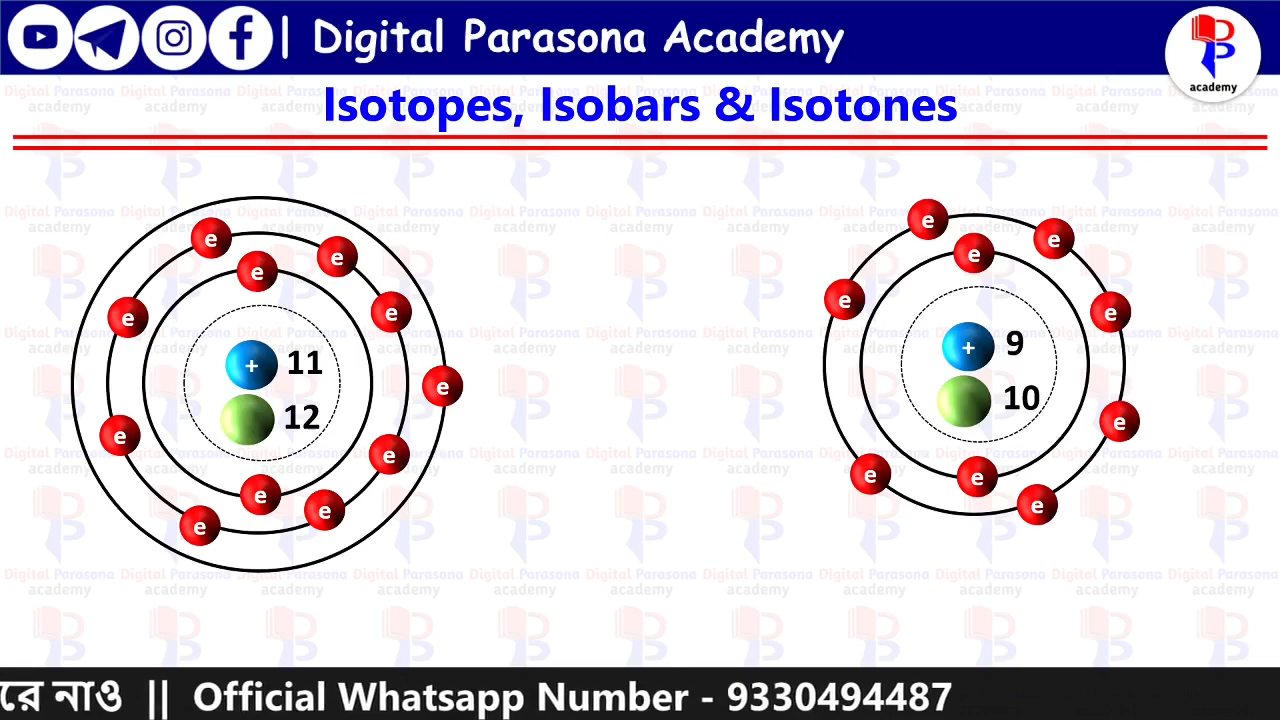 | Digital Parasona Academy
academy
Isotopes, Isobars & Isotones
e
e
e
e
e
e
e
e
e
e
e
+ 11
12
e
e
e
e
e
e
e
e
e
+ 9
10
রে নাও || Official Whatsapp Number - 9330494487